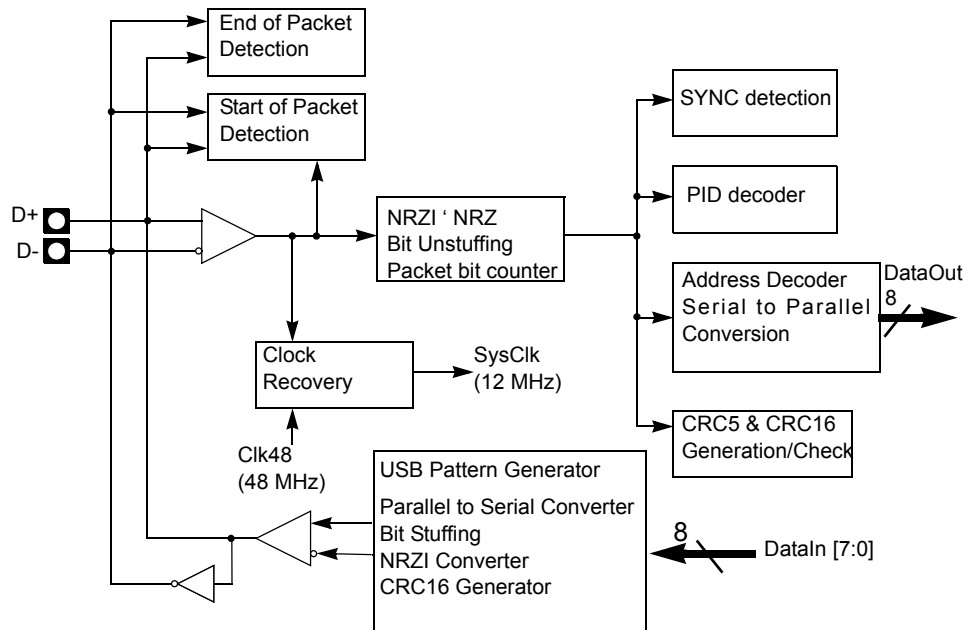 End of Packet
Detection
Start of Packet
Detection
SYNC detection
PID decoder
D+
D-
NRZI ‘ NRZ
Bit Unstuffing
Packet bit counter
Address Decoder
Serial to Parallel
Conversion
DataOut
8
Clock
Recovery
SysClk
(12 MHz)
CRC5 & CRC16
Generation/Check
Clk48
(48 MHz)
USB Pattern Generator
Parallel to Serial Converter
Bit Stuffing
NRZI Converter
CRC16 Generator
8
DataIn [7:0]